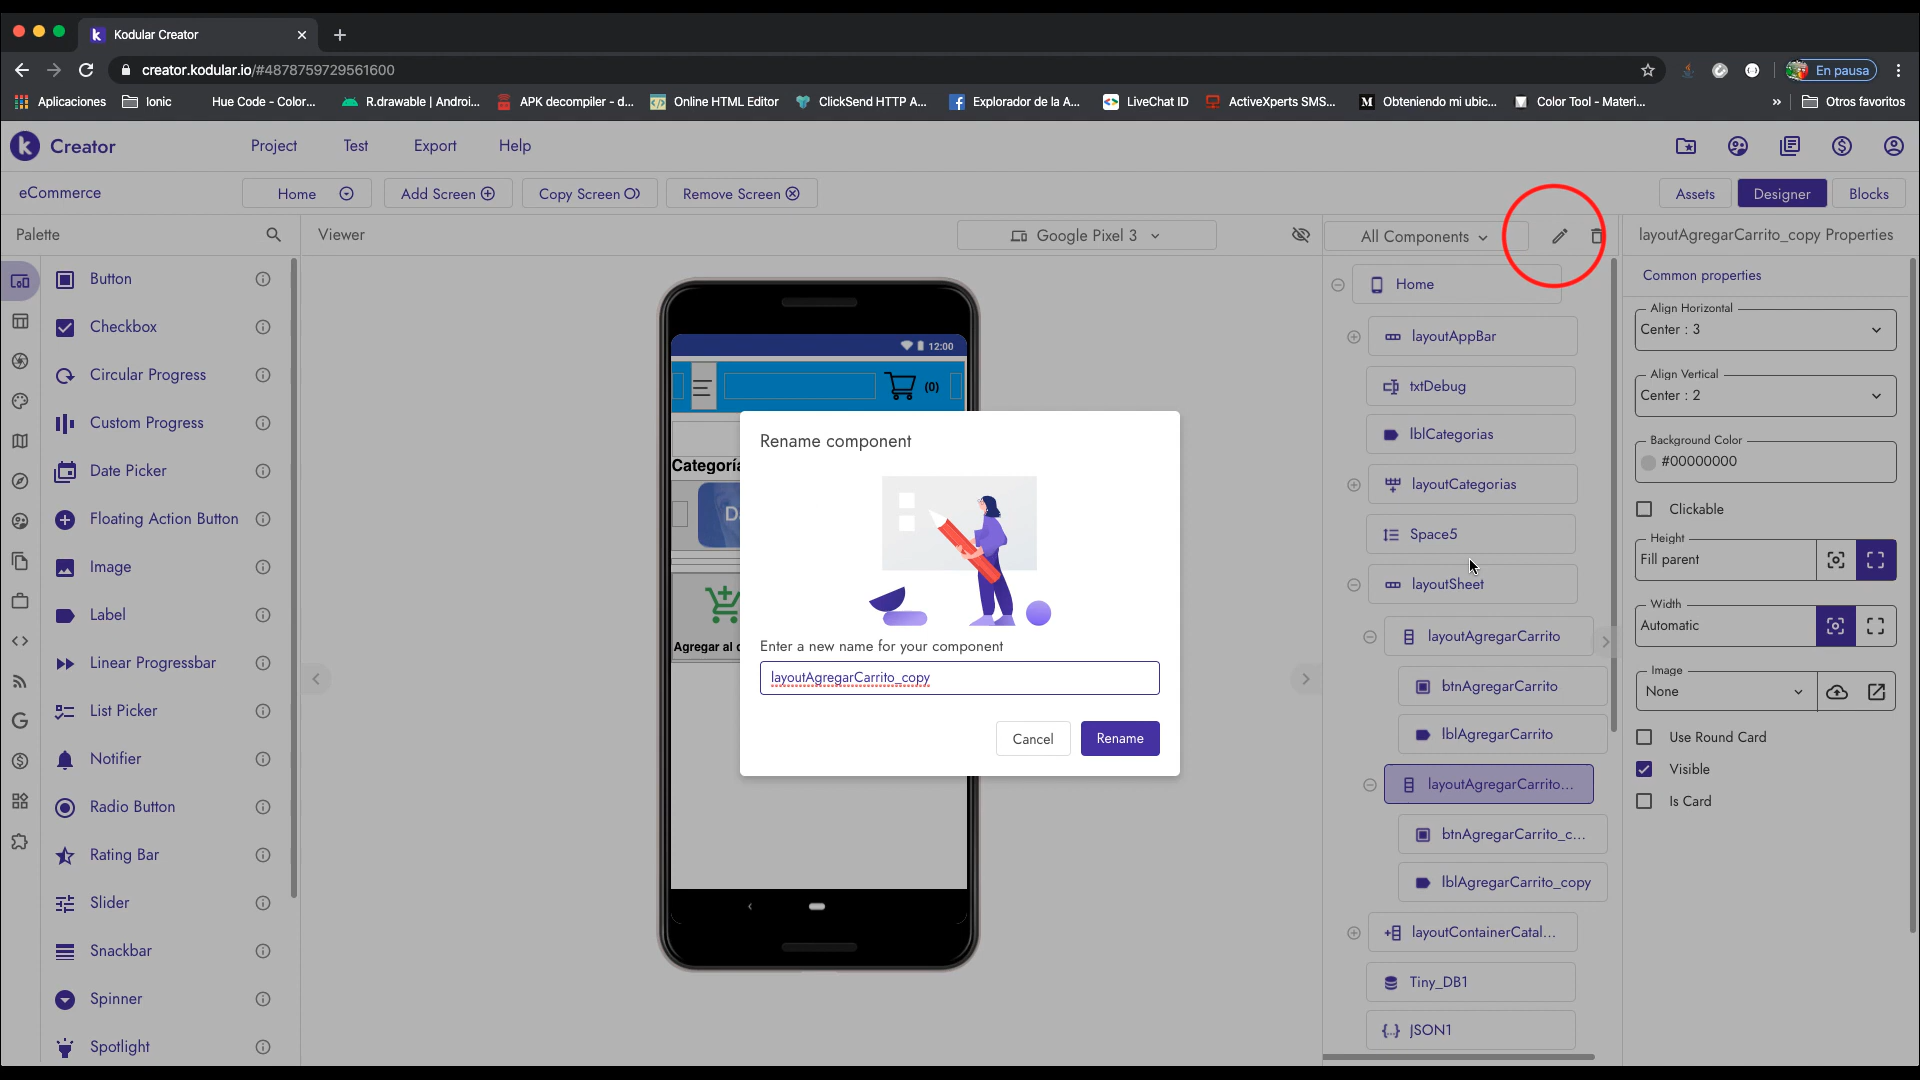 Kodular Creator
creator.kodular.io/#4878759729561600
En pausa
Aplicaciones
Ionic
Hue Code - Color...
R.drawable | Androi...
APK decompiler - d...
Online HTML Editor
ClickSend HTTP A...
Explorador de la A...
LiveChat ID
ActiveXperts SMS...
Obteniendo mi ubic...
Color Tool - Materi...
»
Otros favoritos
Creator
Project
Test
Export
Help
eCommerce
Home
Add Screen
Copy Screen
Remove Screen
Assets
Designer
Blocks
Palette
Viewer
Google Pixel 3
All Components
layoutAgregarCarrito_copy Properties
Button
Checkbox
Circular Progress
Custom Progress
Date Picker
Floating Action Button
Image
Label
Linear Progressbar
List Picker
Notifier
Radio Button
Rating Bar
Slider
Snackbar
Spinner
Spotlight
12:00
(0)
Categoría
Agregar al c
Rename component
Enter a new name for your component
layoutAgregarCarrito_copy
Cancel
Rename
Home
layoutAppBar
txtDebug
lblCategorias
layoutCategorias
Space5
layoutSheet
layoutAgregarCarrito
btnAgregarCarrito
lblAgregarCarrito
layoutAgregarCarrito...
btnAgregarCarrito_c...
lblAgregarCarrito_copy
layoutContainerCatal...
Tiny_DB1
JSON1
Common properties
Align Horizontal
Center : 3
Align Vertical
Center : 2
Background Color
#00000000
Clickable
Height
Fill parent
Width
Automatic
Image
None
Use Round Card
Visible
Is Card